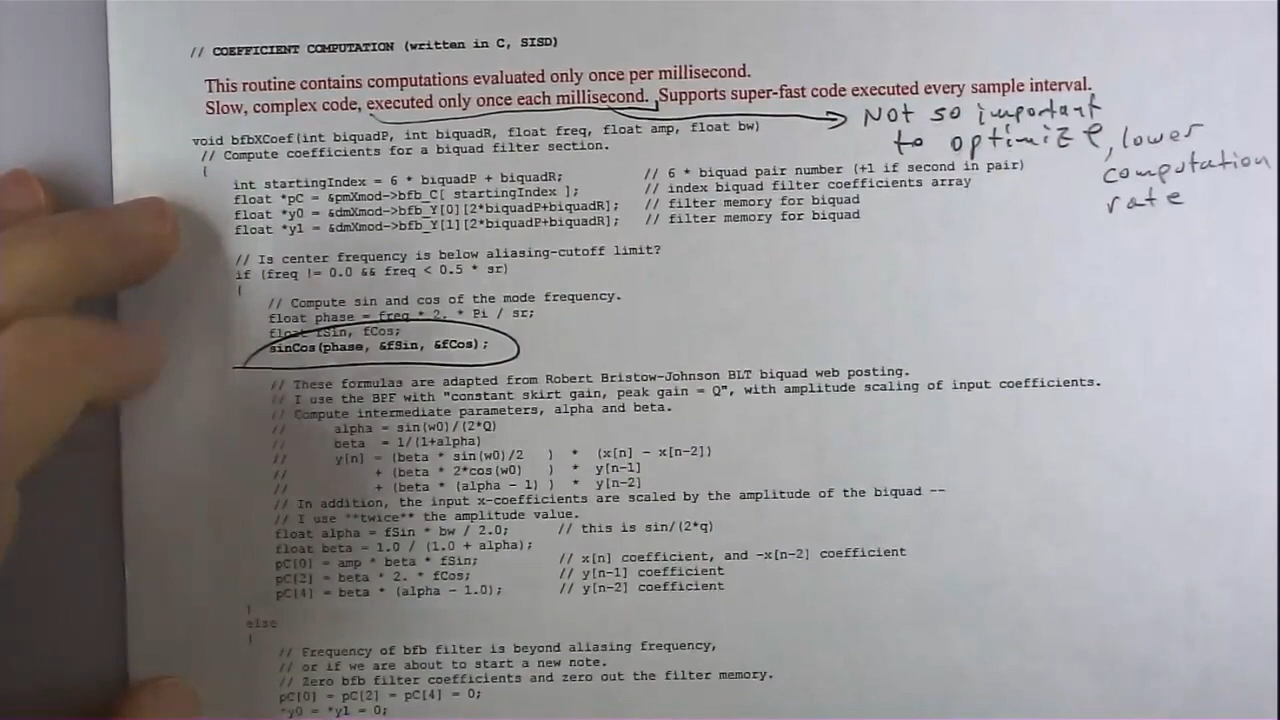 // COEFFICIENT COMPUTATION (written in C, SISD)
This routine contains computations evaluated only once per millisecond.
Slow, complex code, executed only once each millisecond. Supports super-fast code executed every sample interval.
Not so important
to optimize, lower
computation
rate
void bfbXCoef(int biquadP, int biquadR, float freq, float amp, float bw)
// Compute coefficients for a biquad filter section.
{
int startingIndex = 6 * biquadP + biquadR; // 6 * biquad pair number (+1 if second in pair)
float *pC = &pmXmod->bfb_C[ startingIndex ]; // index biquad filter coefficients array
float *y0 = &dmXmod->bfb_Y[0][2*biquadP+biquadR]; // filter memory for biquad
float *y1 = &dmXmod->bfb_Y[1][2*biquadP+biquadR]; // filter memory for biquad
// Is center frequency is below aliasing-cutoff limit?
if (freq != 0.0 && freq < 0.5 * sr)
{
// Compute sin and cos of the mode frequency.
float phase = freq * 2. * Pi / sr;
float fSin, fCos;
sinCos(phase, &fSin, &fCos);
// These formulas are adapted from Robert Bristow-Johnson BLT biquad web posting.
// I use the BPF with "constant skirt gain, peak gain = Q", with amplitude scaling of input coefficients.
// Compute intermediate parameters, alpha and beta.
// alpha = sin(w0)/(2*Q)
// beta = 1/(1+alpha)
// y[n] = (beta * sin(w0)/2 ) * (x[n] - x[n-2])
// + (beta * 2*cos(w0) ) * y[n-1]
// + (beta * (alpha - 1) ) * y[n-2]
// In addition, the input x-coefficients are scaled by the amplitude of the biquad --
// I use **twice** the amplitude value.
float alpha = fSin * bw / 2.0; // this is sin/(2*q)
float beta = 1.0 / (1.0 + alpha);
pC[0] = amp * beta * fSin; // x[n] coefficient, and -x[n-2] coefficient
pC[2] = beta * 2. * fCos; // y[n-1] coefficient
pC[4] = beta * (alpha - 1.0); // y[n-2] coefficient
}
else
{
// Frequency of bfb filter is beyond aliasing frequency,
// or if we are about to start a new note.
// Zero bfb filter coefficients and zero out the filter memory.
pC[0] = pC[2] = pC[4] = 0;
*y0 = *y1 = 0;